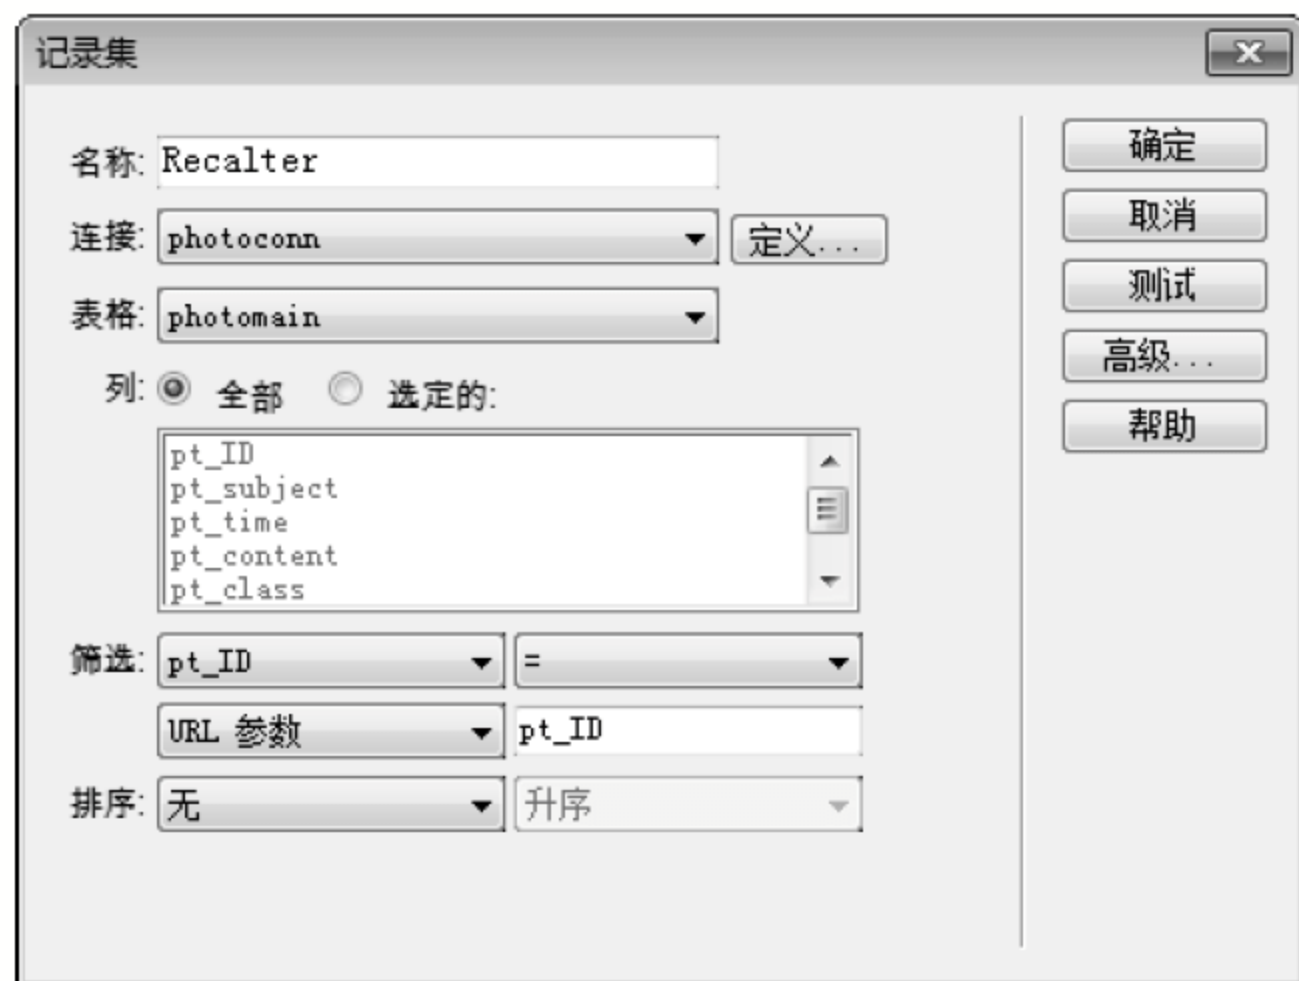 记录集
名称: Recalter
连接: photoconn 定义...
表格: photomain
列: 全部 选定的:
pt_ID
pt_subject
pt_time
pt_content
pt_class
筛选: pt_ID =
URL 参数 pt_ID
排序: 无 升序
确定
取消
测试
高级...
帮助